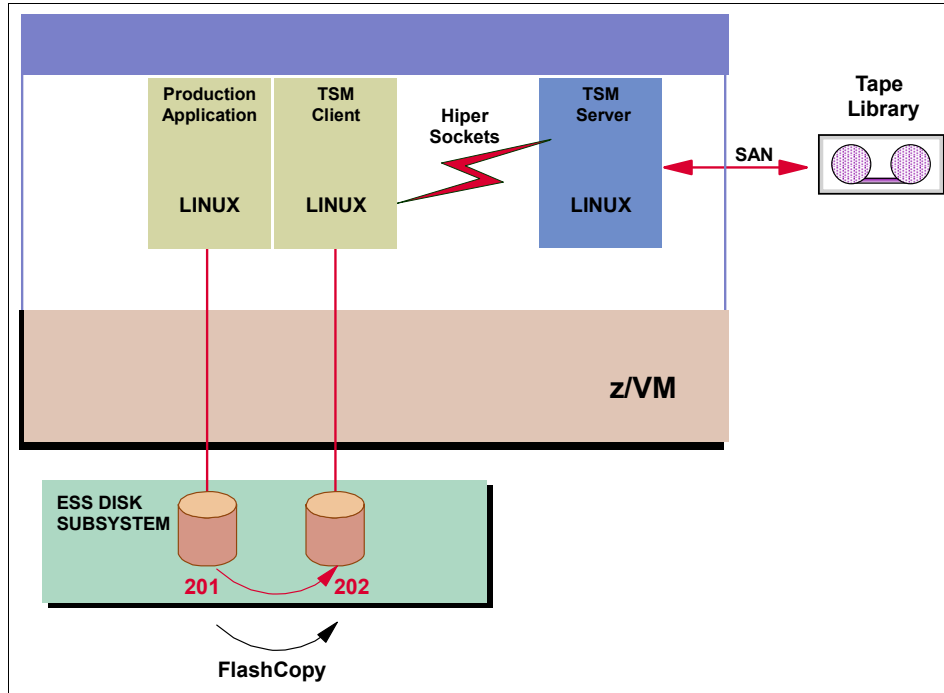 Production
Application
TSM
Client
Hiper
Sockets
TSM
Server
Tape
Library
SAN
LINUX
LINUX
LINUX
z/VM
ESS DISK
SUBSYSTEM
201
202
FlashCopy